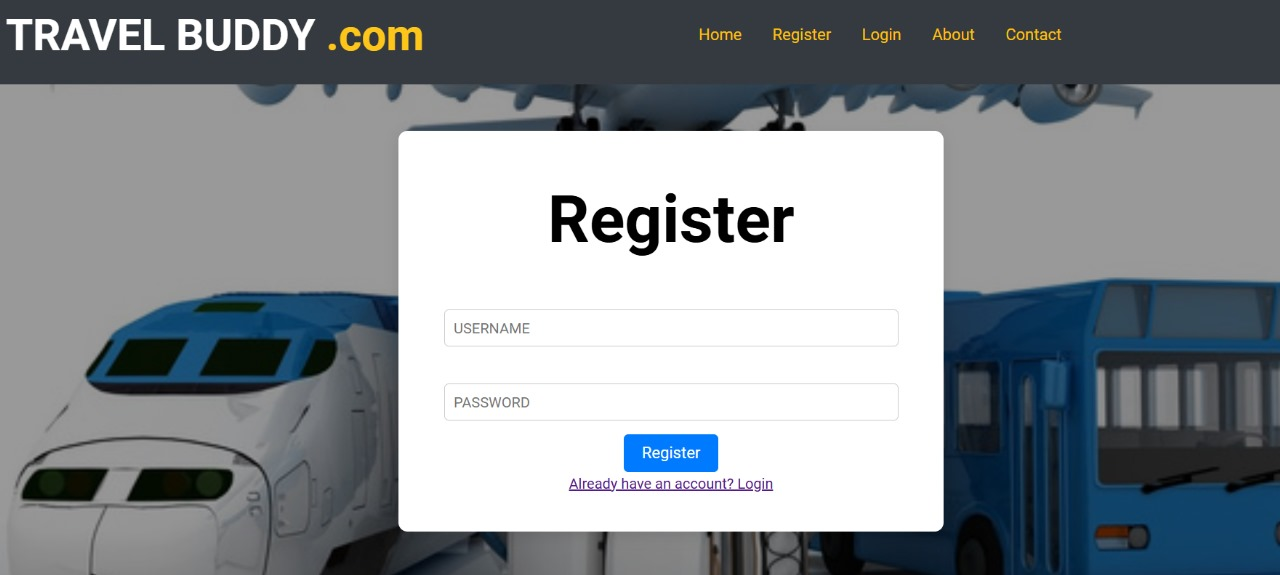 TRAVEL BUDDY .com
Home Register Login About Contact
Register
USERNAME
PASSWORD
Register
Already have an account? Login